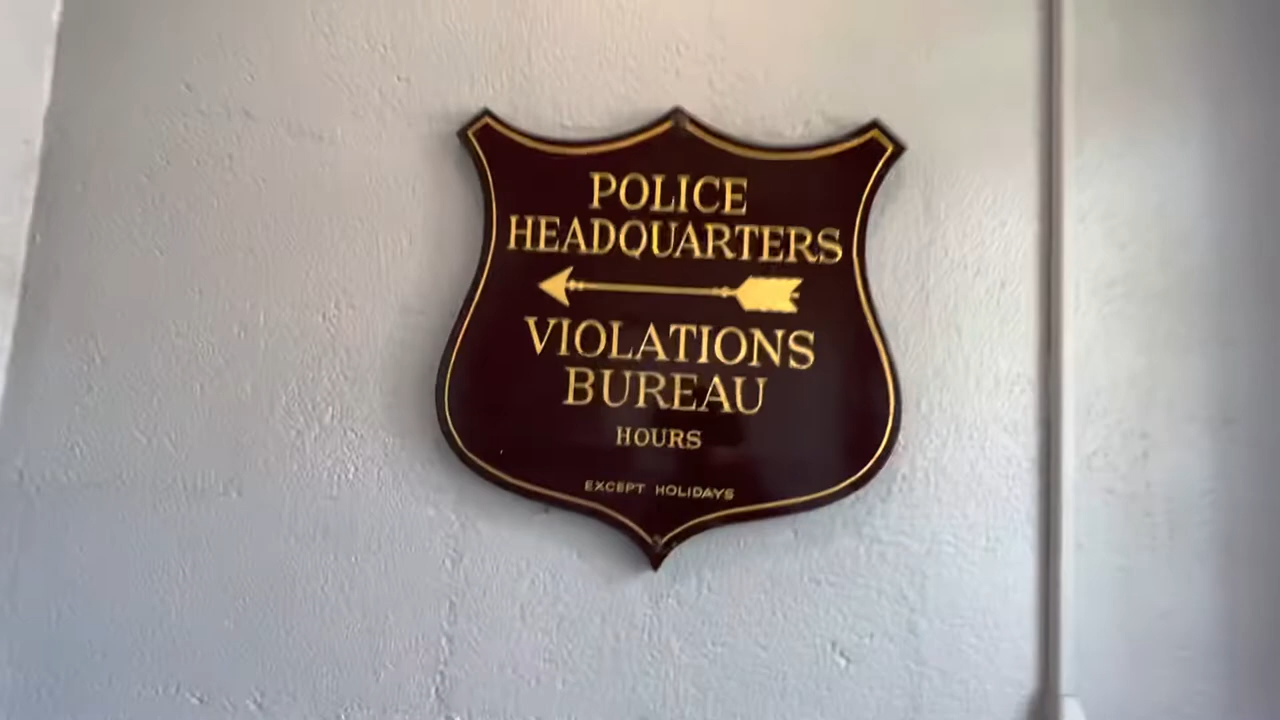 POLICE
HEADQUARTERS
VIOLATIONS
BUREAU
HOURS
EXCEPT HOLIDAYS